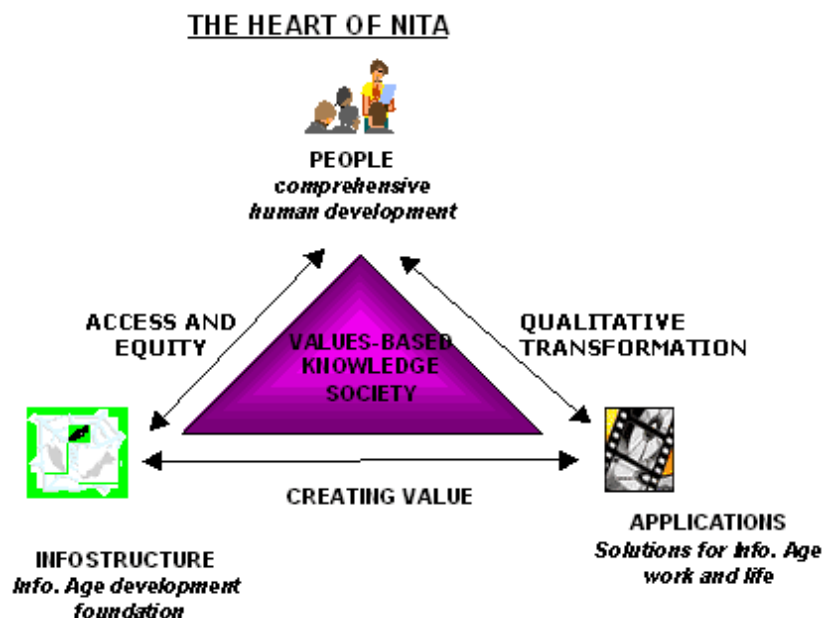 THE HEART OF NITA
PEOPLE
comprehensive
human development
ACCESS AND
EQUITY
QUALITATIVE
TRANSFORMATION
VALUES-BASED
KNOWLEDGE
SOCIETY
CREATING VALUE
INFOSTRUCTURE
Info. Age development
foundation
APPLICATIONS
Solutions for Info. Age
work and life